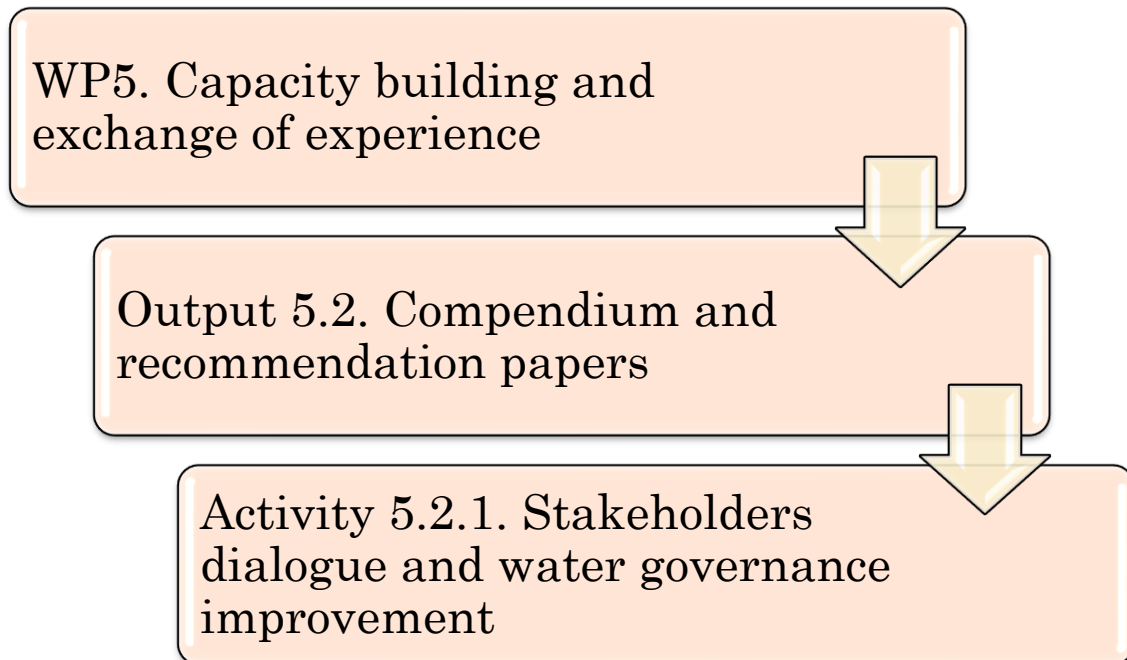 WP5. Capacity building and
exchange of experience
Output 5.2. Compendium and
recommendation papers
Activity 5.2.1. Stakeholders
dialogue and water governance
improvement